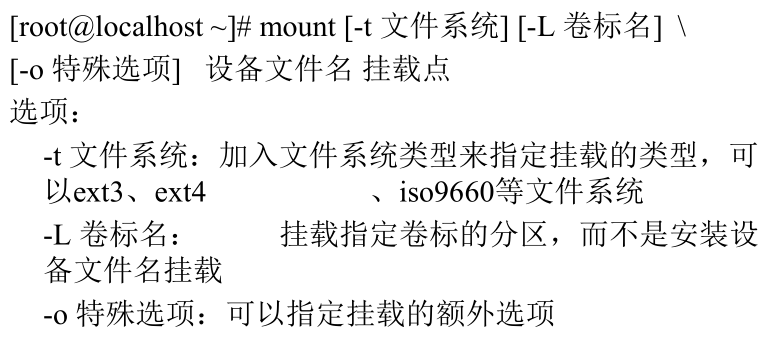 [root@localhost ~]# mount [-t 文件系统] [-L 卷标名] \
[-o 特殊选项] 设备文件名 挂载点
选项：
-t 文件系统：加入文件系统类型来指定挂载的类型，可
以ext3、ext4 、iso9660等文件系统
-L 卷标名： 挂载指定卷标的分区，而不是安装设
备文件名挂载
-o 特殊选项：可以指定挂载的额外选项